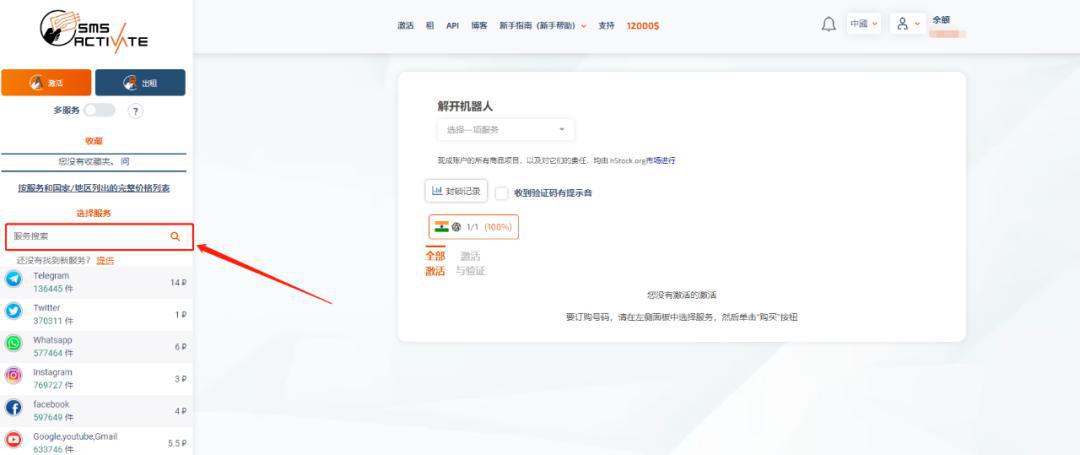 SMS
ACTIVATE
激活 租 API 博客 新手指南（新手帮助） 支持 12000$
中國
余额
激活 出租
多服务 ?
收藏
您没有收藏夹。 问
按服务和国家/地区列出的完整价格列表
选择服务
服务搜索
还没有找到新服务？ 提供
Telegram
136445 件 14₽
Twitter
370311 件 1₽
Whatsapp
577464 件 6₽
Instagram
769727 件 3₽
facebook
597649 件 4₽
Google,youtube,Gmail
633746 件 5.5₽
解开机器人
选择一项服务
现成账户的所有商品项目，以及对它们的责任，均由 hStock.org市场进行
封锁记录 收到验证码有提示音
1/1 (100%)
全部 激活
激活 与验证
您没有激活的激活
要订购号码，请在左侧面板中选择服务，然后单击"购买"按钮